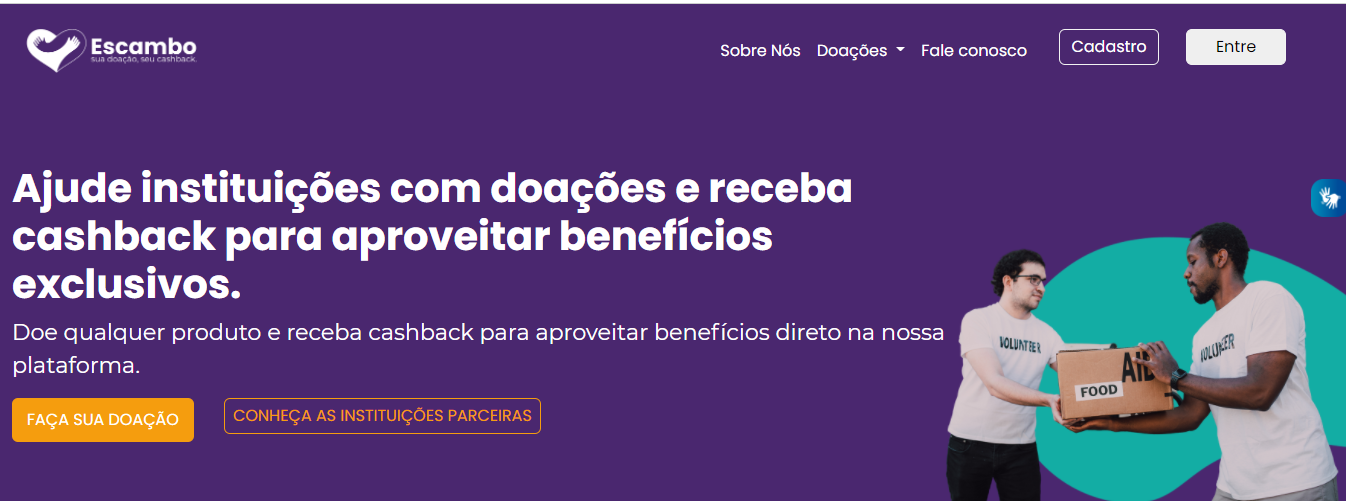 Escambo
sua doação, seu cashback.
Sobre Nós
Doações
Fale conosco
Cadastro
Entre
Ajude instituições com doações e receba
cashback para aproveitar benefícios
exclusivos.
Doe qualquer produto e receba cashback para aproveitar benefícios direto na nossa
plataforma.
FAÇA SUA DOAÇÃO
CONHEÇA AS INSTITUIÇÕES PARCEIRAS
VOLUNTEER
VOLUNTEER
AID
FOOD